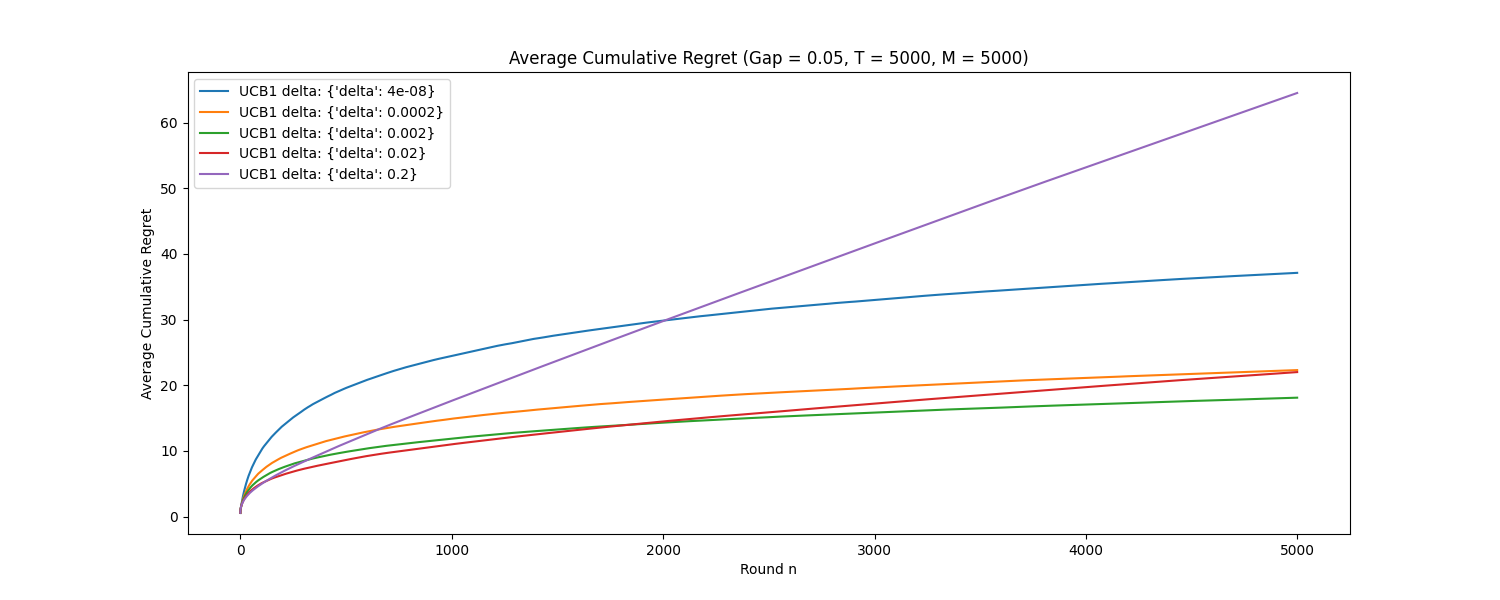 Average Cumulative Regret (Gap = 0.05, T = 5000, M = 5000)
UCB1 delta: {'delta': 4e-08}
UCB1 delta: {'delta': 0.0002}
UCB1 delta: {'delta': 0.002}
UCB1 delta: {'delta': 0.02}
UCB1 delta: {'delta': 0.2}
Average Cumulative Regret
60
50
40
30
20
10
0
0 1000 2000 3000 4000 5000
Round n